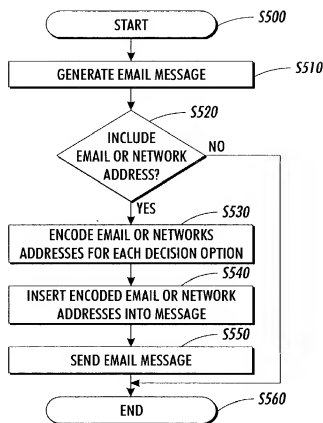 START
S500
GENERATE EMAIL MESSAGE
S510
S520
INCLUDE
EMAIL OR NETWORK
ADDRESS?
NO
YES
S530
ENCODE EMAIL OR NETWORKS
ADDRESSES FOR EACH DECISION OPTION
S540
INSERT ENCODED EMAIL OR NETWORK
ADDRESSES INTO MESSAGE
S550
SEND EMAIL MESSAGE
S560
END